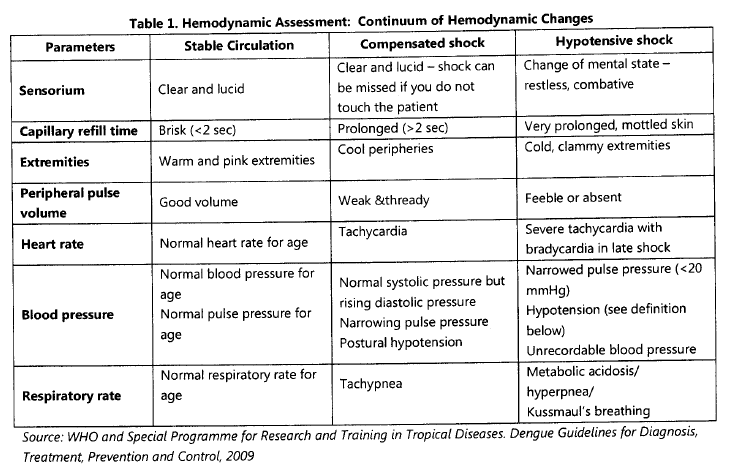 Table 1. Hemodynamic Assessment: Continuum of Hemodynamic Changes
Parameters
Stable Circulation
Compensated shock
Hypotensive shock
Sensorium
Clear and lucid
Clear and lucid – shock can
be missed if you do not
touch the patient
Change of mental state –
restless, combative
Capillary refill time
Brisk (<2 sec)
Prolonged (>2 sec)
Very prolonged, mottled skin
Extremities
Warm and pink extremities
Cool peripheries
Cold, clammy extremities
Peripheral pulse
volume
Good volume
Weak &thready
Feeble or absent
Heart rate
Normal heart rate for age
Tachycardia
Severe tachycardia with
bradycardia in late shock
Blood pressure
Normal blood pressure for
age
Normal pulse pressure for
age
Normal systolic pressure but
rising diastolic pressure
Narrowing pulse pressure
Postural hypotension
Narrowed pulse pressure (<20
mmHg)
Hypotension (see definition
below)
Unrecordable blood pressure
Respiratory rate
Normal respiratory rate for
age
Tachypnea
Metabolic acidosis/
hyperpnea/
Kussmaul's breathing
Source: WHO and Special Programme for Research and Training in Tropical Diseases. Dengue Guidelines for Diagnosis,
Treatment, Prevention and Control, 2009